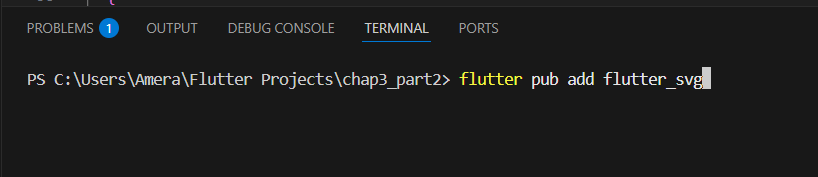 {
PROBLEMS 1 OUTPUT DEBUG CONSOLE TERMINAL PORTS
PS C:\Users\Amera\Flutter Projects\chap3_part2> flutter pub add flutter_svg